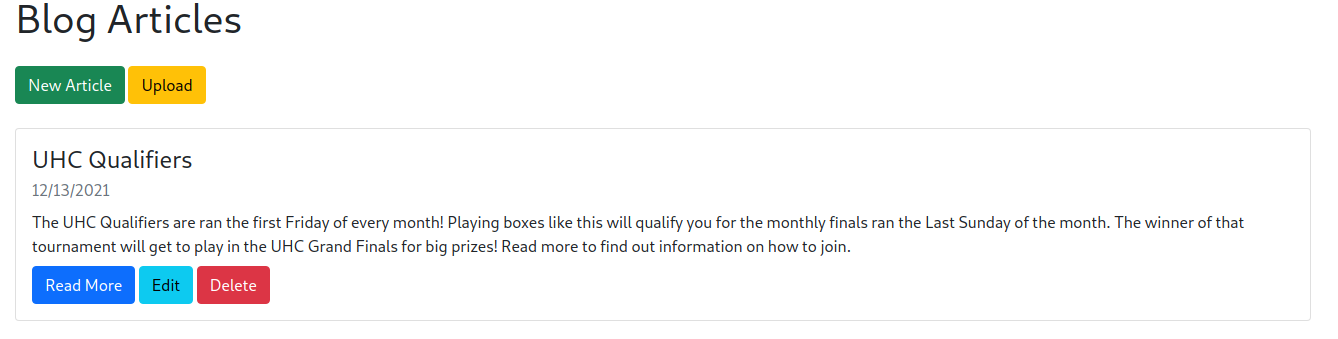 Blog Articles
New Article Upload
UHC Qualifiers
12/13/2021
The UHC Qualifiers are ran the first Friday of every month! Playing boxes like this will qualify you for the monthly finals ran the Last Sunday of the month. The winner of that
tournament will get to play in the UHC Grand Finals for big prizes! Read more to find out information on how to join.
Read More Edit Delete